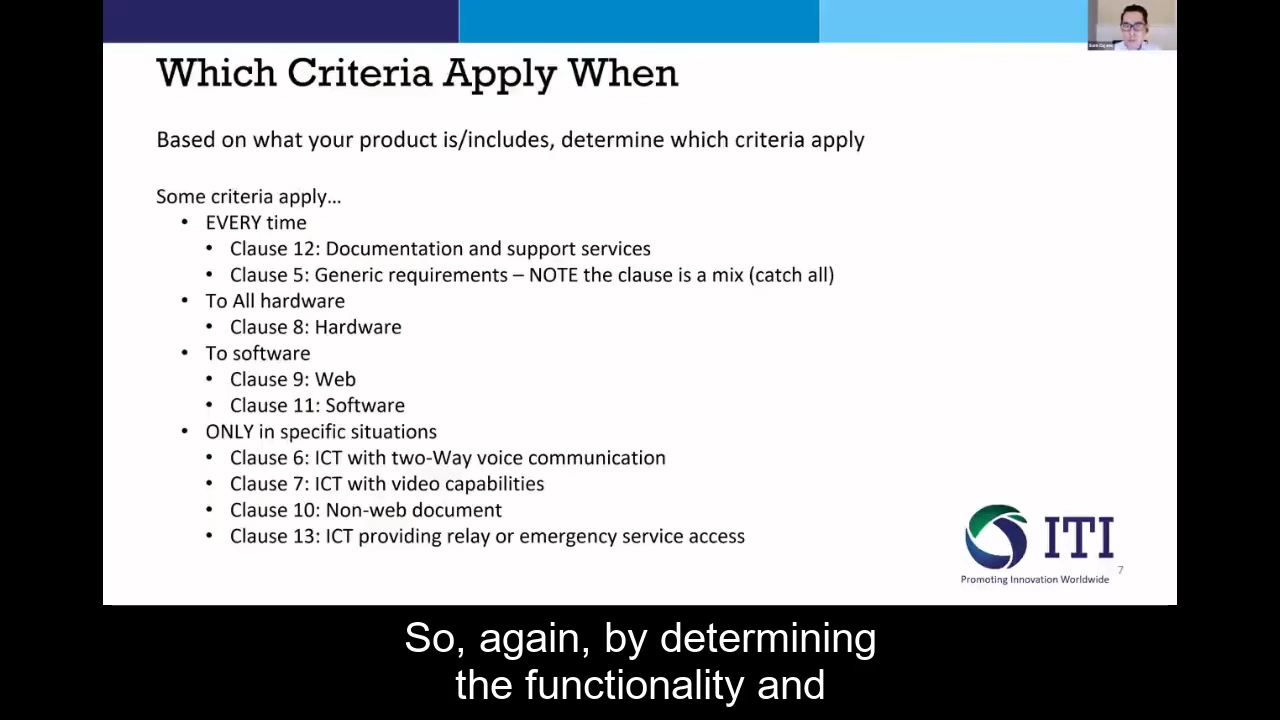 Which Criteria Apply When
Based on what your product is/includes, determine which criteria apply
Some criteria apply…
• EVERY time
• Clause 12: Documentation and support services
• Clause 5: Generic requirements – NOTE the clause is a mix (catch all)
• To All hardware
• Clause 8: Hardware
• To software
• Clause 9: Web
• Clause 11: Software
• ONLY in specific situations
• Clause 6: ICT with two-Way voice communication
• Clause 7: ICT with video capabilities
• Clause 10: Non-web document
• Clause 13: ICT providing relay or emergency service access
ITI
Promoting Innovation Worldwide
7
So, again, by determining
the functionality and